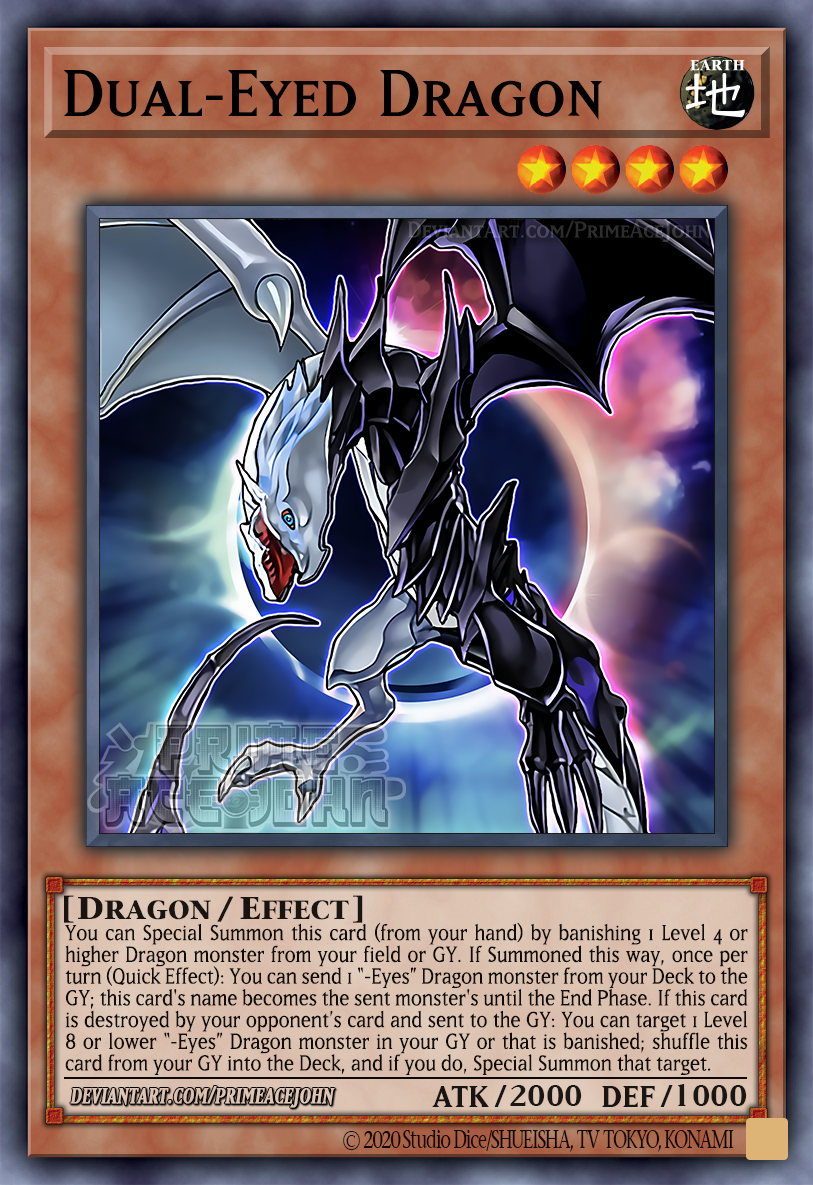 Dual-Eyed Dragon
EARTH
地
DeviantArt.com/PrimeAceJohn
PRIME
ACE JOHN
[Dragon / Effect]
You can Special Summon this card (from your hand) by banishing 1 Level 4 or
higher Dragon monster from your field or GY. If Summoned this way, once per
turn (Quick Effect): You can send 1 "-Eyes" Dragon monster from your Deck to the
GY; this card's name becomes the sent monster's until the End Phase. If this card
is destroyed by your opponent's card and sent to the GY: You can target 1 Level
8 or lower "-Eyes" Dragon monster in your GY or that is banished; shuffle this
card from your GY into the Deck, and if you do, Special Summon that target.
DEVIANTART.COM/PRIMEACEJOHN
ATK/2000 DEF/1000
© 2020 Studio Dice/SHUEISHA, TV TOKYO, KONAMI